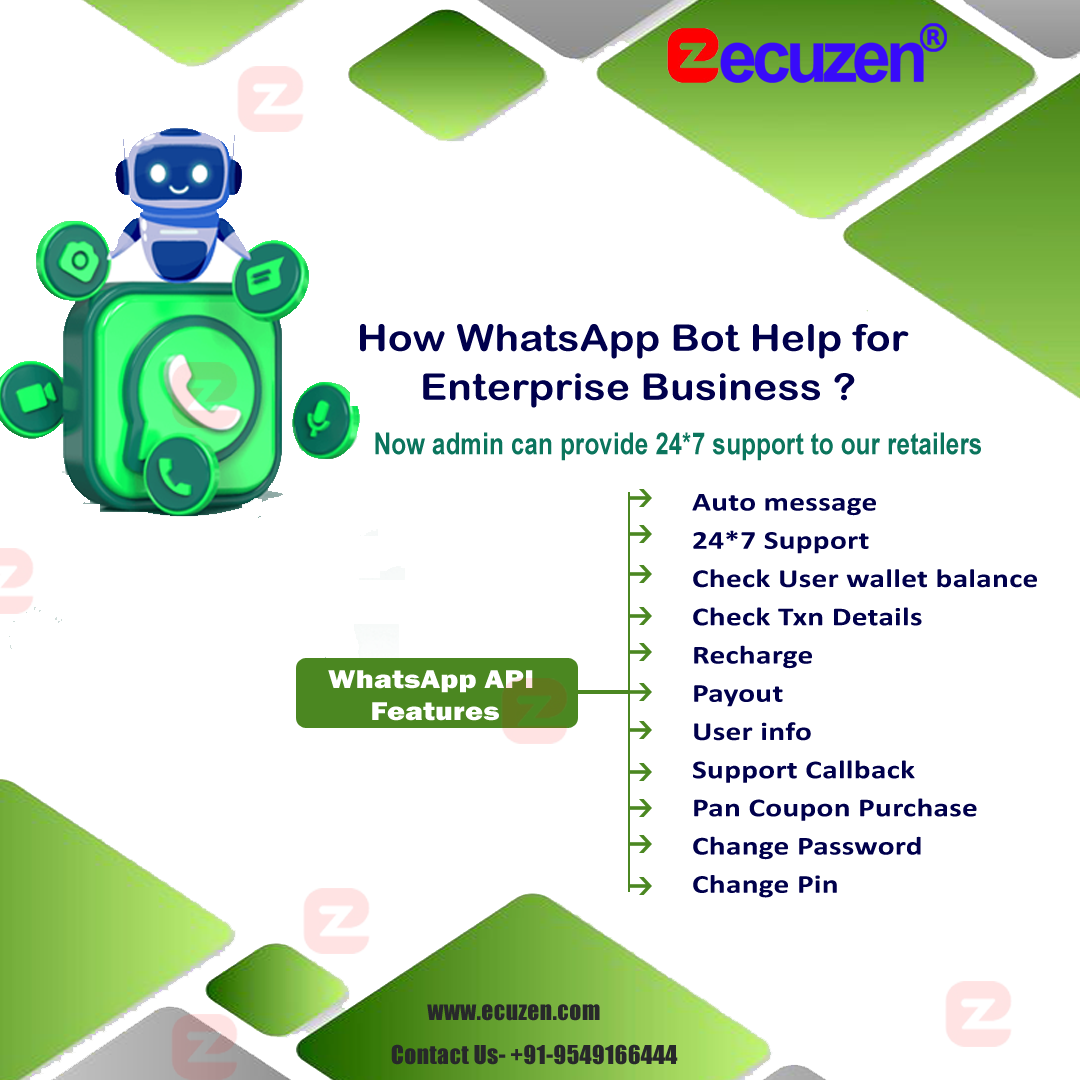 ecuzen®
How WhatsApp Bot Help for
Enterprise Business ?
Now admin can provide 24*7 support to our retailers
Auto message
24*7 Support
Check User wallet balance
Check Txn Details
Recharge
Payout
User info
Support Callback
Pan Coupon Purchase
Change Password
Change Pin
WhatsApp API
Features
www.ecuzen.com
Contact Us- +91-9549166444